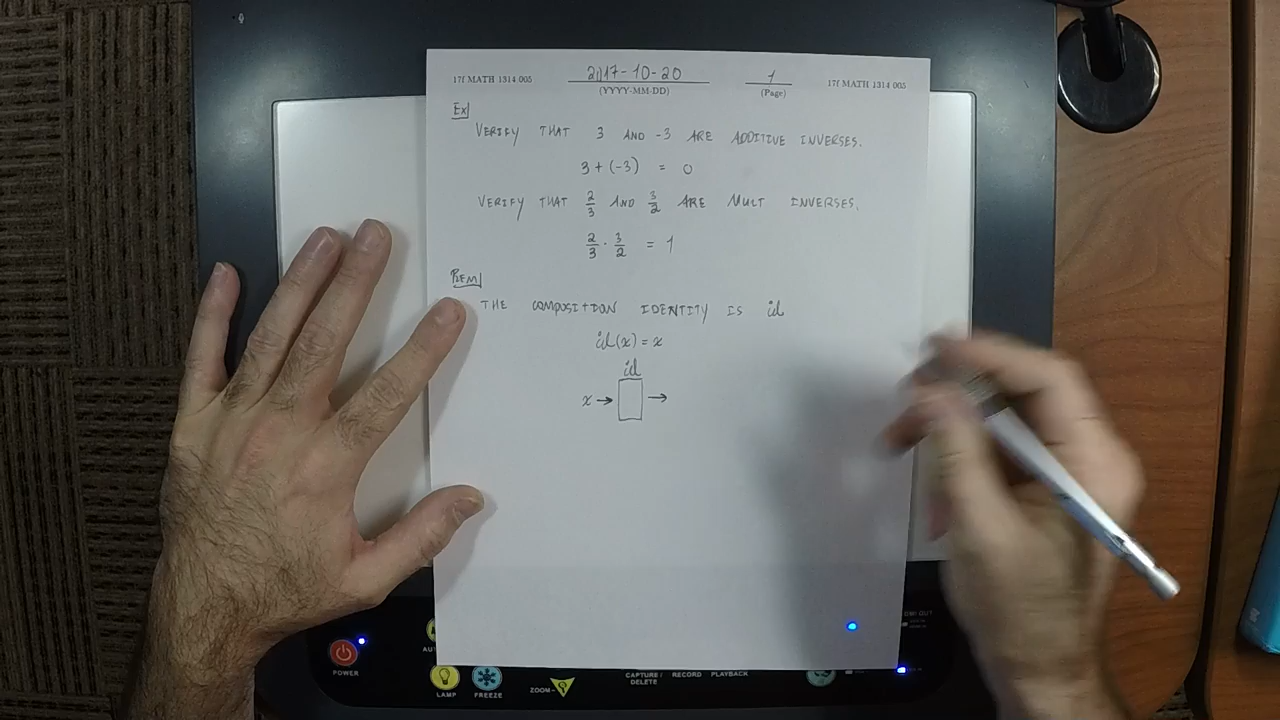 17f MATH 1314 005 2017-10-20 1 17f MATH 1314 005
(YYYY-MM-DD) (Page)
Ex
VERIFY THAT 3 AND -3 ARE ADDITIVE INVERSES.
3 + (-3) = 0
VERIFY THAT 2/3 AND 3/2 ARE MULT INVERSES.
2/3 · 3/2 = 1
REM
THE COMPOSITION IDENTITY IS id
id(x) = x
id
x → →
POWER
LAMP FREEZE ZOOM CAPTURE / DELETE RECORD PLAYBACK